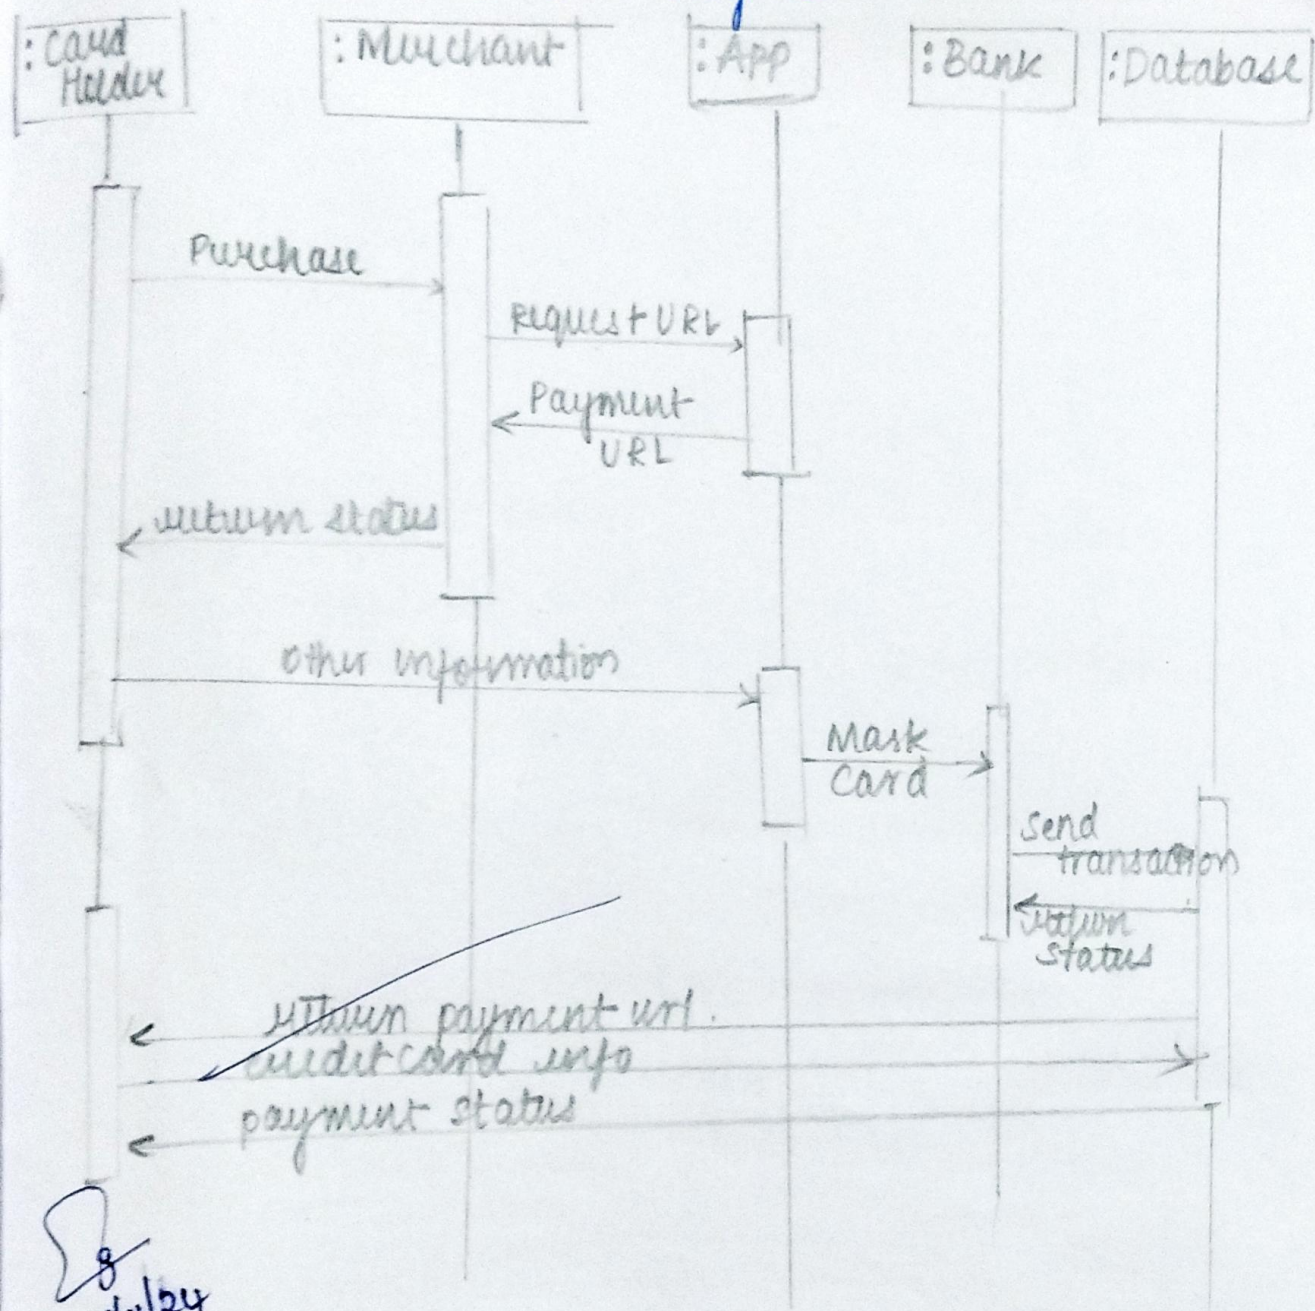 :Card
Holder
:Merchant
:App
:Bank
:Database
Purchase
Request URL
Payment
URL
return status
other information
Mask
Card
Send
transaction
return
status
return payment url.
credit card info
payment status
/24